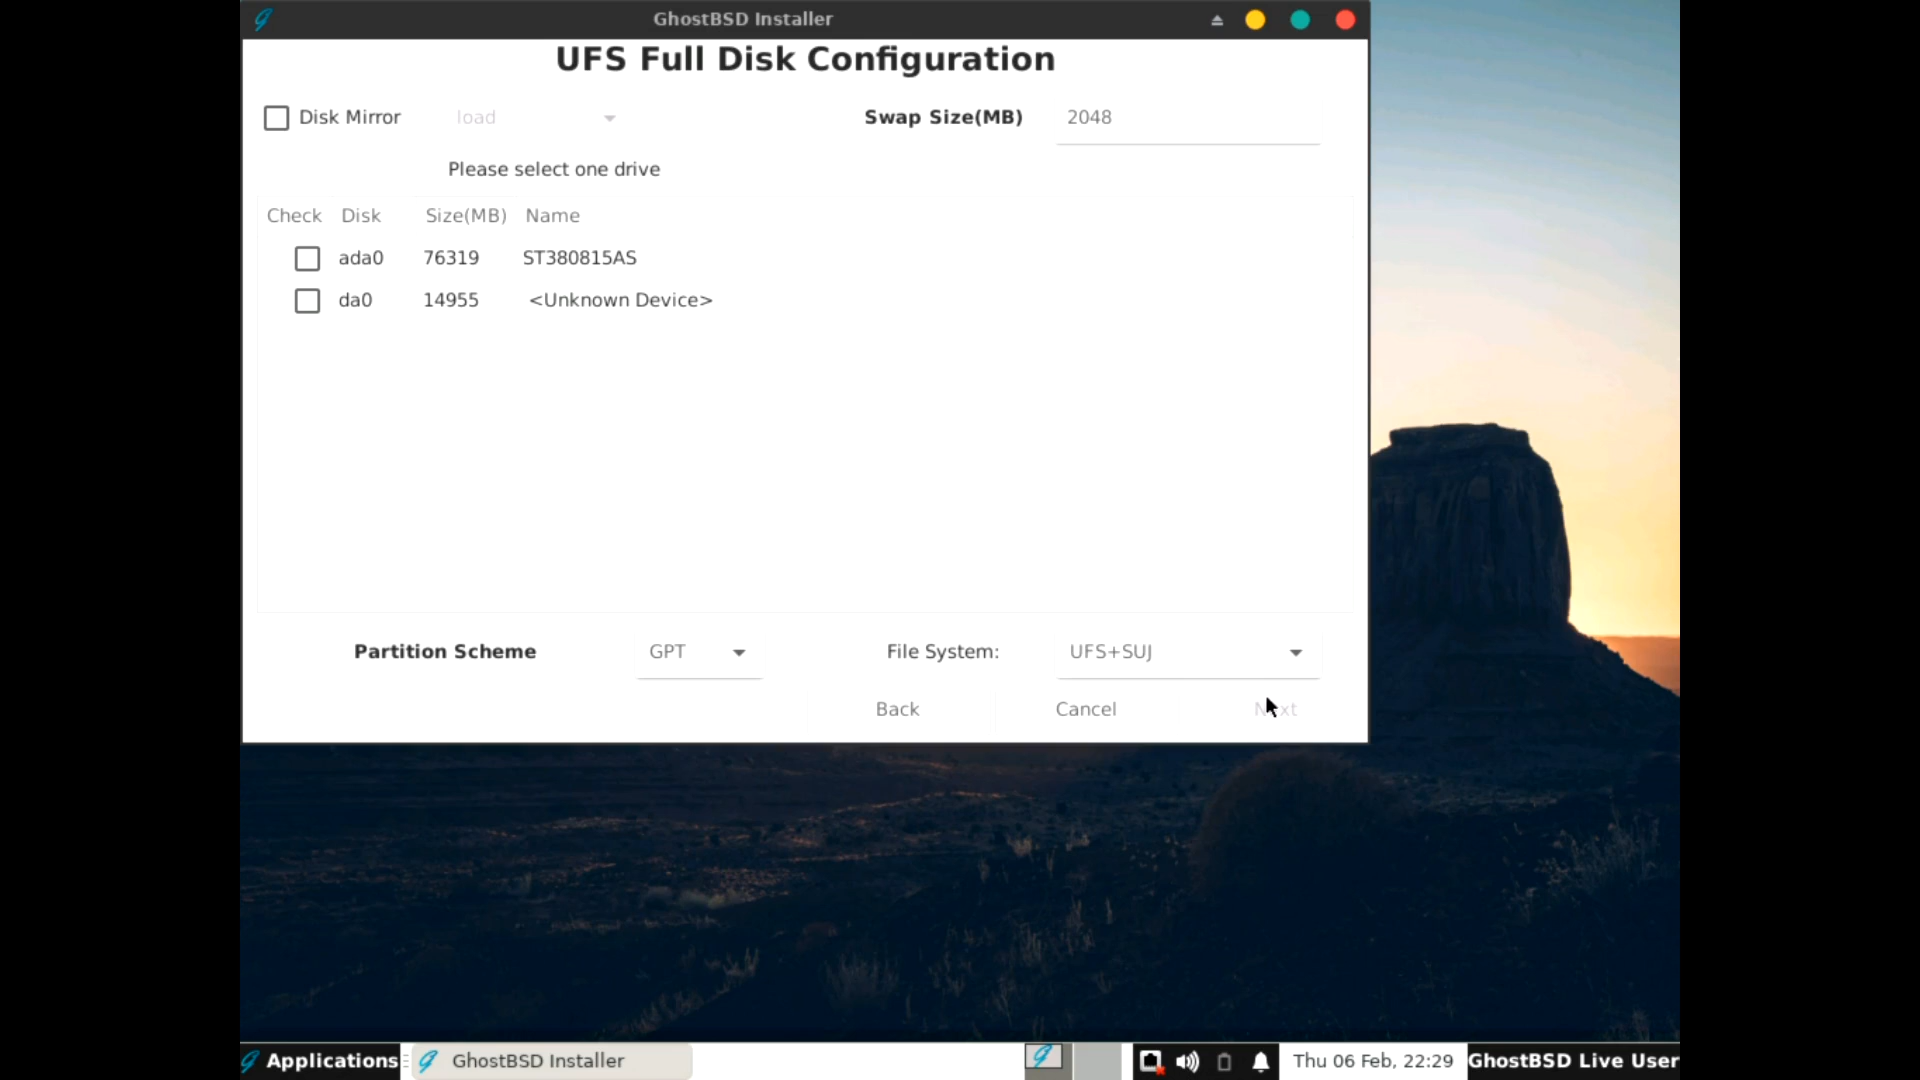 GhostBSD Installer
UFS Full Disk Configuration
Disk Mirror load Swap Size(MB) 2048
Please select one drive
Check Disk Size(MB) Name
ada0 76319 ST380815AS
da0 14955 <Unknown Device>
Partition Scheme GPT File System: UFS+SUJ
Back Cancel
Applications GhostBSD Installer Thu 06 Feb, 22:29 GhostBSD Live User